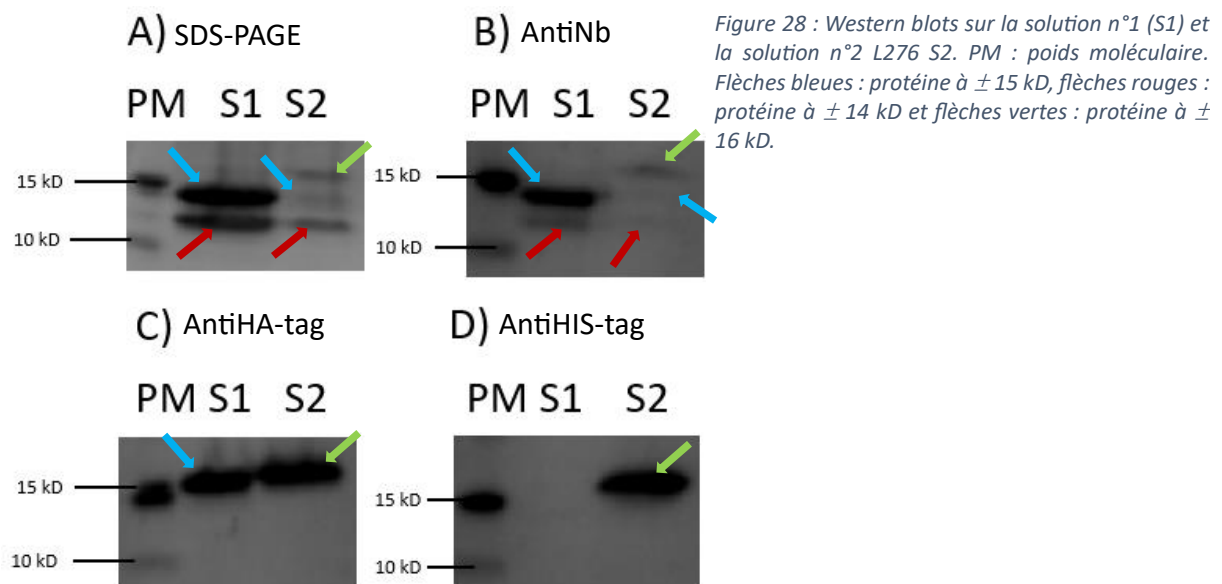 A) SDS-PAGE
PM S1 S2
15 kD
10 kD
B) AntiNb
PM S1 S2
15 kD
10 kD
Figure 28 : Western blots sur la solution n°1 (S1) et
la solution n°2 L276 S2. PM : poids moléculaire.
Flèches bleues : protéine à ± 15 kD, flèches rouges :
protéine à ± 14 kD et flèches vertes : protéine à ±
16 kD.
C) AntiHA-tag
PM S1 S2
15 kD
10 kD
D) AntiHIS-tag
PM S1 S2
15 kD
10 kD